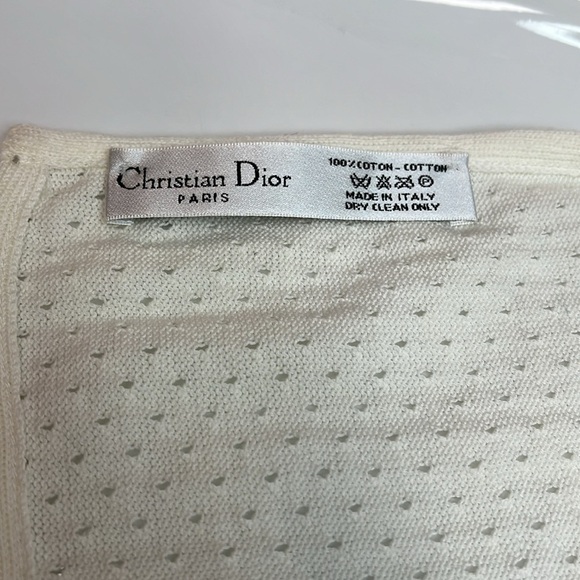 Christian Dior
PARIS
100% COTON - COTTON
P
MADE IN ITALY
DRY CLEAN ONLY